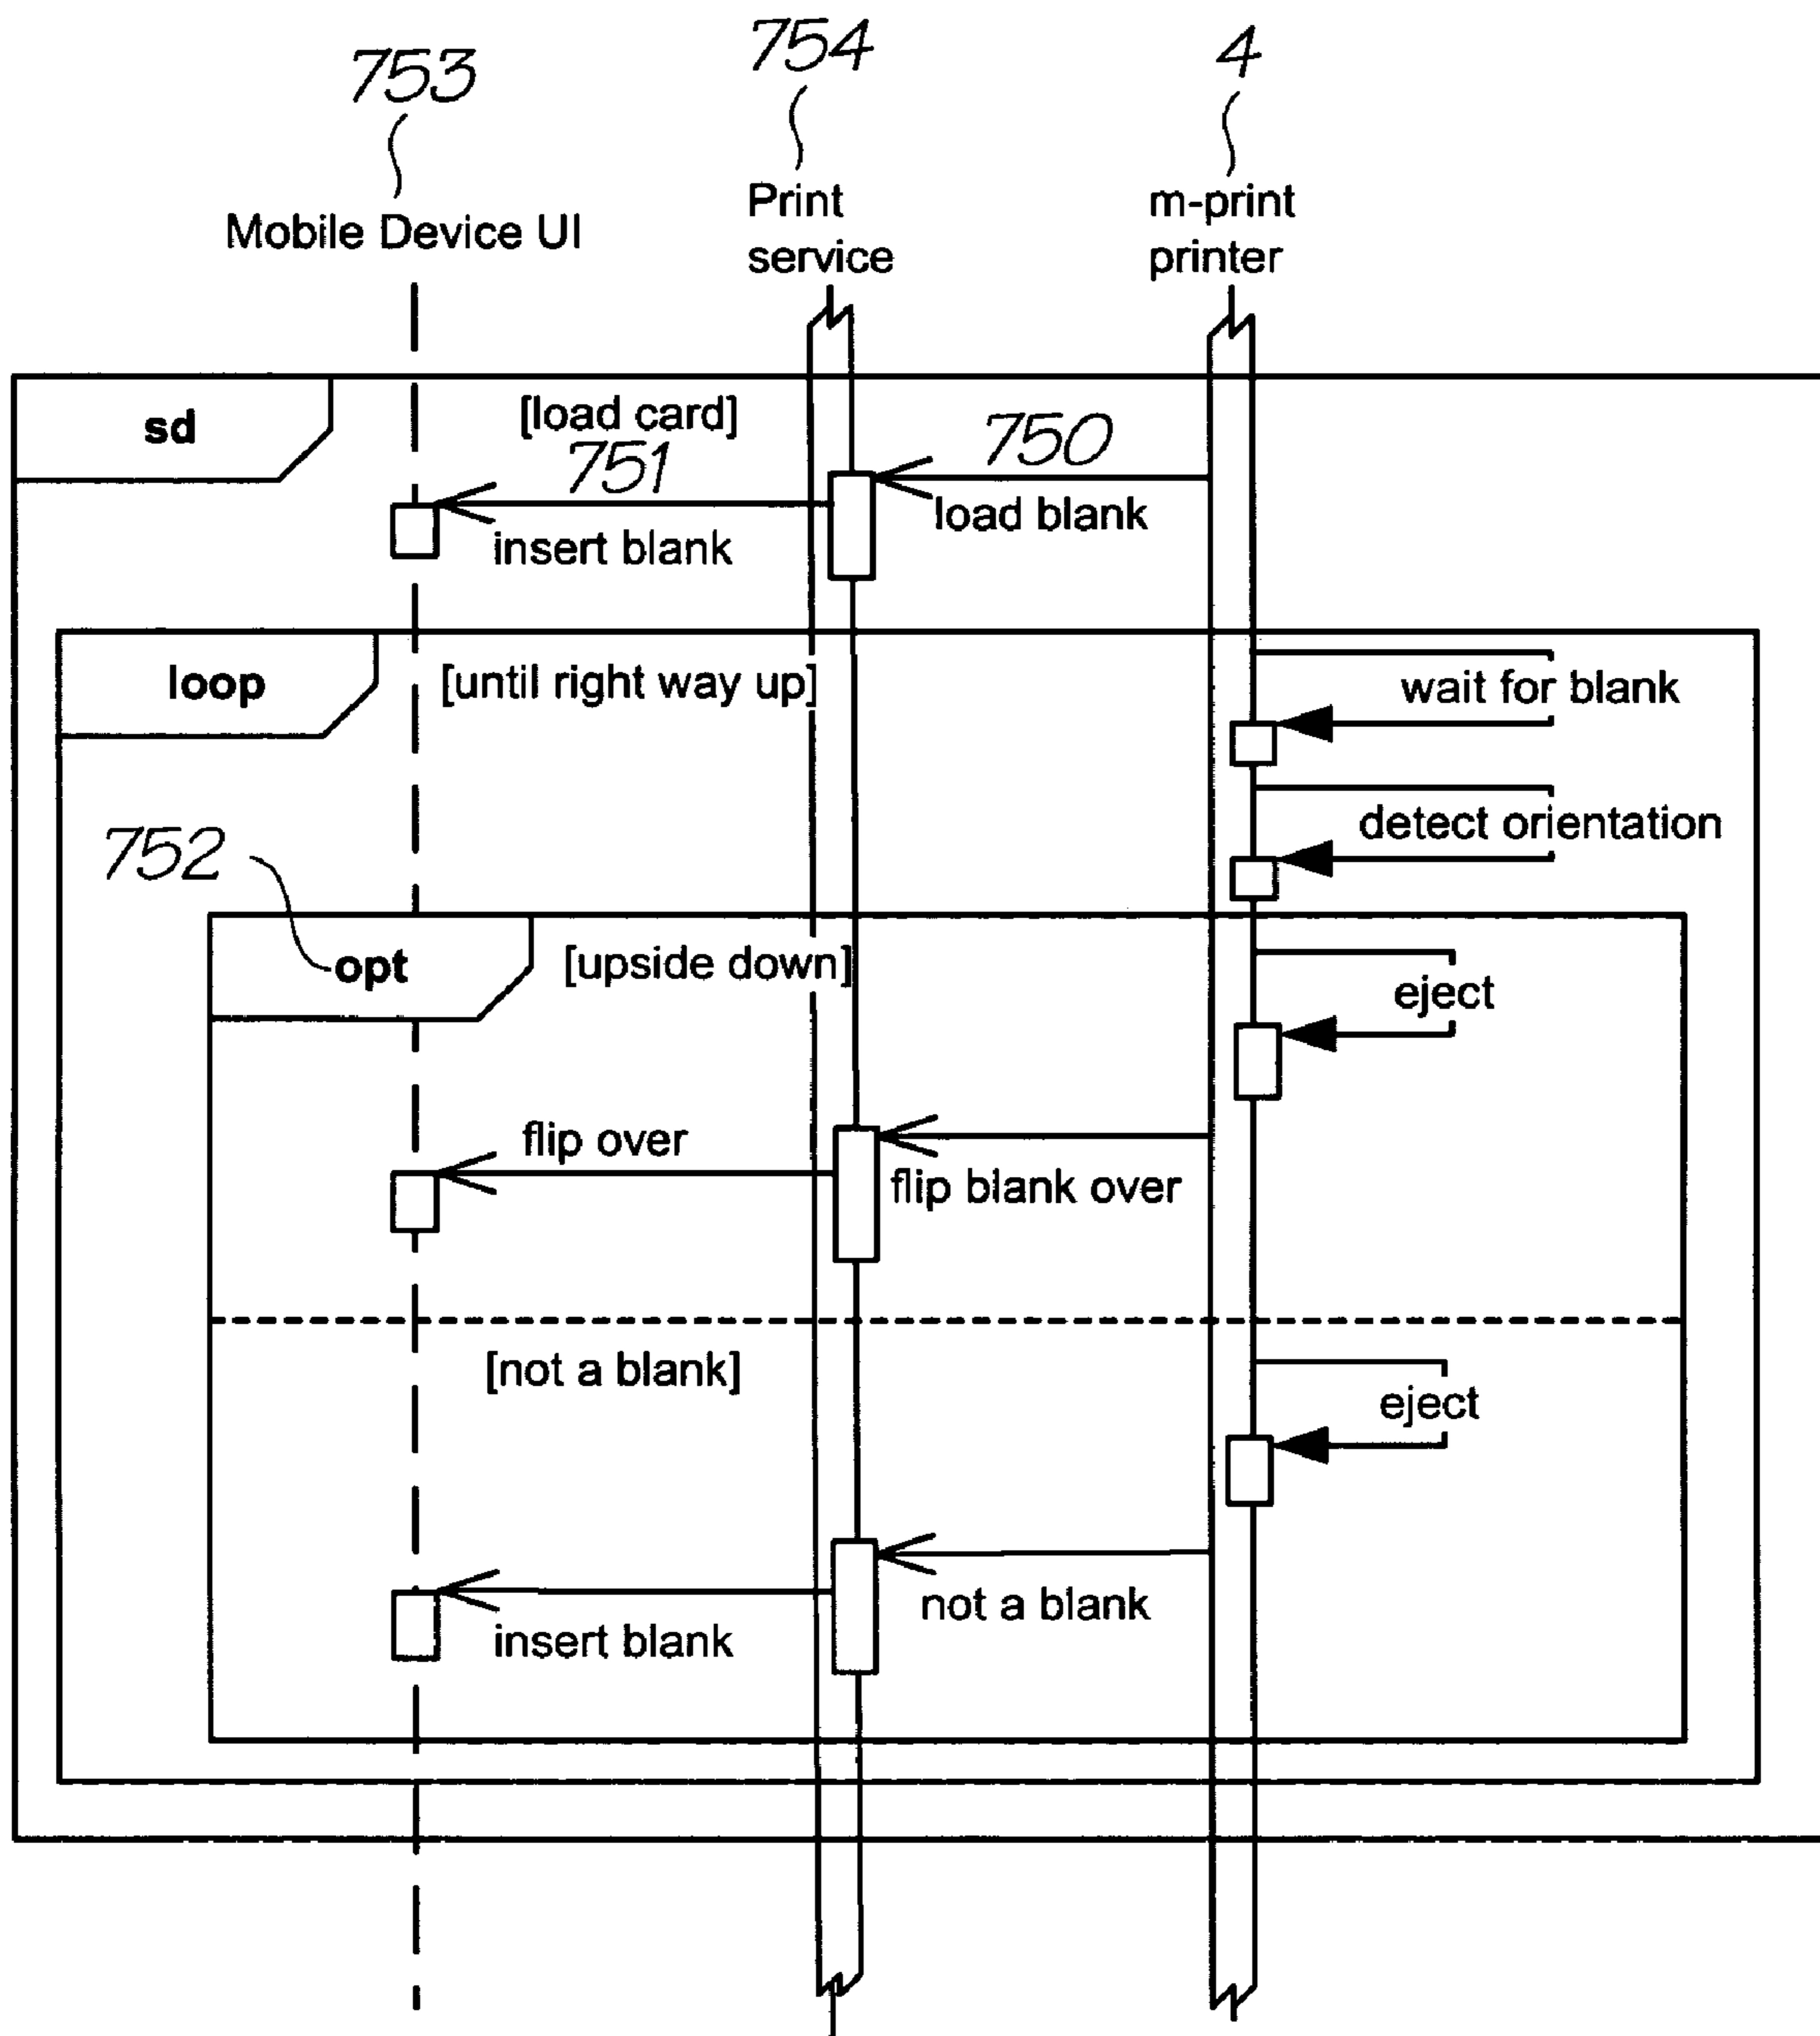 753
754
4
Mobile Device UI
Print
service
m-print
printer
sd
[load card]
751
750
insert blank
load blank
loop
[until right way up]
wait for blank
detect orientation
752
opt
[upside down]
eject
flip over
flip blank over
[not a blank]
eject
not a blank
insert blank